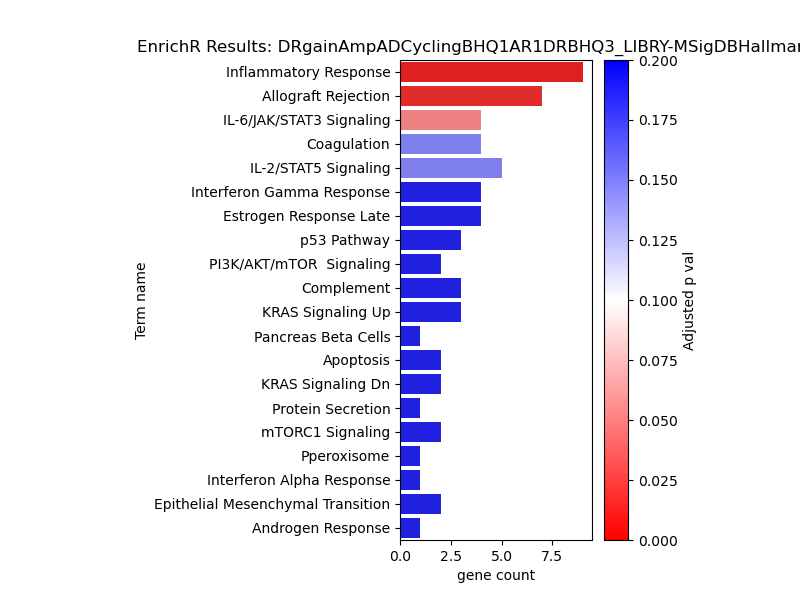 EnrichR Results: DRgainAmpADCyclingBHQ1AR1DRBHQ3_LIBRY-MSigDBHallmar
Inflammatory Response
Allograft Rejection
IL-6/JAK/STAT3 Signaling
Coagulation
IL-2/STAT5 Signaling
Interferon Gamma Response
Estrogen Response Late
p53 Pathway
PI3K/AKT/mTOR  Signaling
Complement
KRAS Signaling Up
Pancreas Beta Cells
Apoptosis
KRAS Signaling Dn
Protein Secretion
mTORC1 Signaling
Pperoxisome
Interferon Alpha Response
Epithelial Mesenchymal Transition
Androgen Response
Term name
0.0 2.5 5.0 7.5
gene count
0.200
0.175
0.150
0.125
0.100
0.075
0.050
0.025
0.000
Adjusted p val